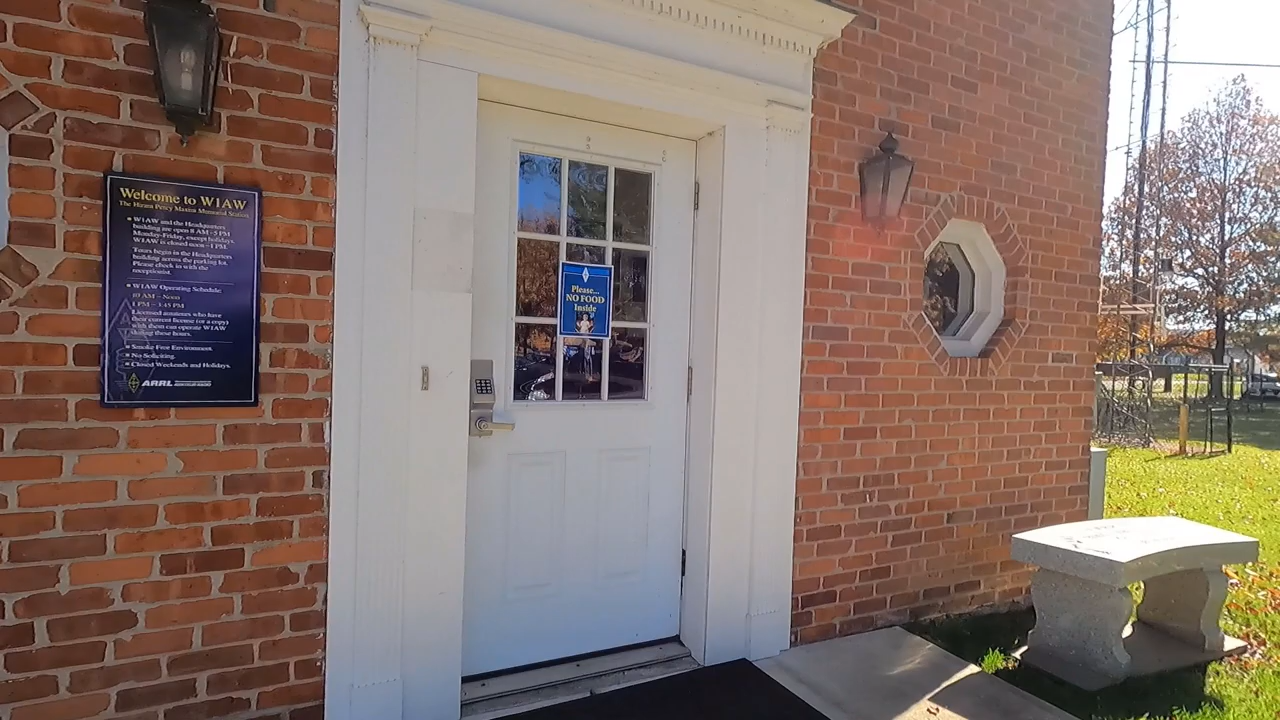 Welcome to W1AW
The Hiram Percy Maxim Memorial Station
W1AW and the Headquarters
building are open 8 AM - 5 PM
Monday-Friday, except holidays.
W1AW is closed noon - 1 PM.
Tours begin in the Headquarters
building across the parking lot.
Please check in with the
receptionist.
W1AW Operating Schedule:
10 AM - Noon
1 PM - 3:45 PM
Licensed amateurs who have
their current license (or a copy)
with them can operate W1AW
during these hours.
Smoke Free Environment.
No Soliciting.
Closed Weekends and Holidays.
ARRL
Please...
NO FOOD
Inside